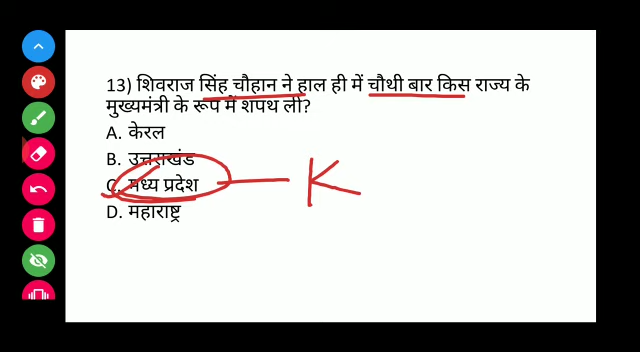 13) शिवराज सिंह चौहान ने हाल ही में चौथी बार किस राज्य के
मुख्यमंत्री के रूप में शपथ ली?
A. केरल
B. उत्तराखंड
C. मध्य प्रदेश K
D. महाराष्ट्र